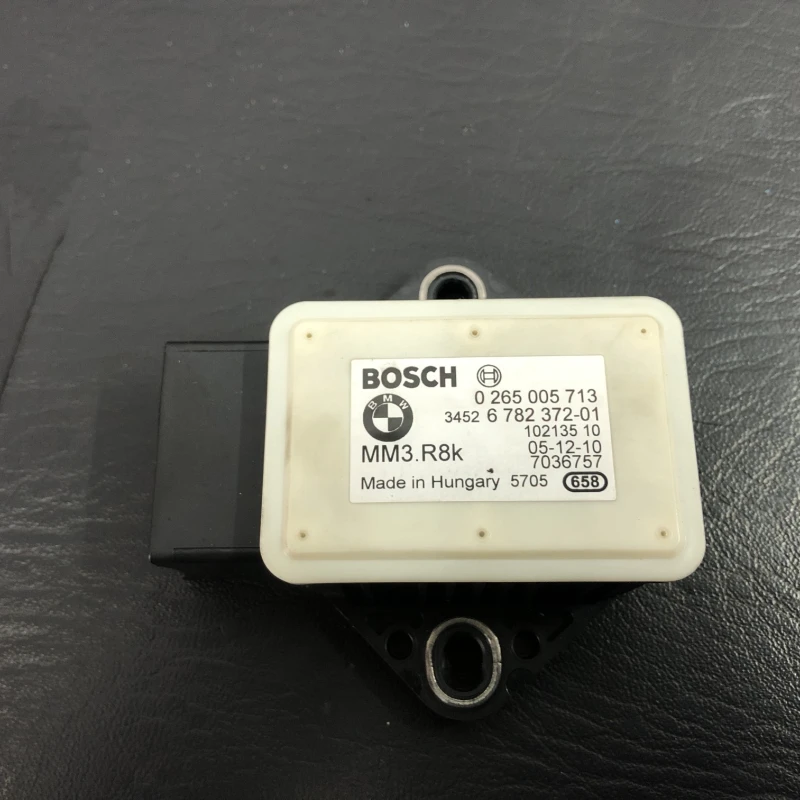 BOSCH
0 265 005 713
BMW
3452 6 782 372-01
102135 10
MM3.R8k
05-12-10
7036757
Made in Hungary 5705 658